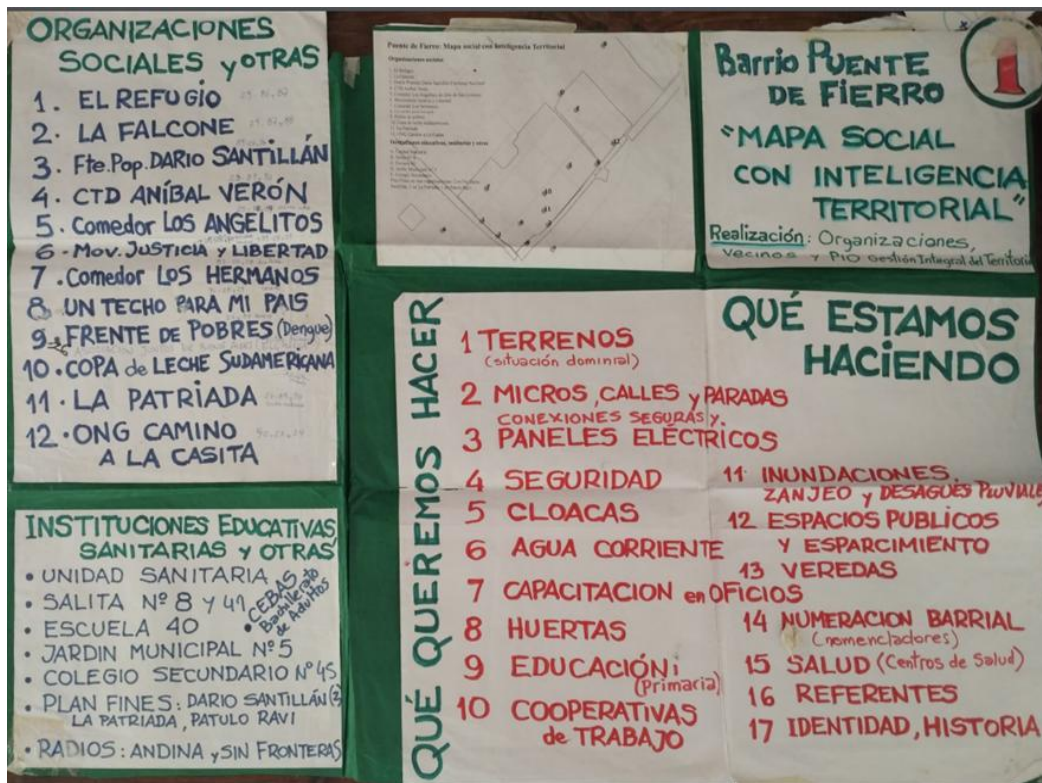 ORGANIZACIONES
SOCIALES y OTRAS
1. EL REFUGIO
2. LA FALCONE
3. Fte. Pop. DARIO SANTILLÁN
4. CTD ANÍBAL VERÓN
5. Comedor LOS ANGELITOS
6 - Mov. JUSTICIA y LIBERTAD
7. Comedor LOS HERMANOS
8. UN TECHO PARA MI PAIS
9 FRENTE DE POBRES (Dengue)
10. COPA de LECHE SUDAMERICANA
11. LA PATRIADA
12. ONG CAMINO
A LA CASITA
INSTITUCIONES EDUCATIVAS
SANITARIAS y OTRAS
• UNIDAD SANITARIA
• SALITA Nº 8 Y 41
• ESCUELA 40
• CEBAS
Bachillerato
de Adultos
• JARDIN MUNICIPAL Nº 5
• COLEGIO SECUNDARIO Nº 45
• PLAN FINES: DARIO SANTILLÁN
LA PATRIADA, PATULO RAVI
• RADIOS: ANDINA y SIN FRONTERAS
Puente de Fierro: Mapa social con Inteligencia Territorial
Organizaciones sociales
Barrio PUENTE
DE FIERRO
"MAPA SOCIAL
CON INTELIGENCIA
TERRITORIAL"
Realización: Organizaciones,
Vecinos y PIO Gestión Integral del Territorio
1
QUÉ QUEREMOS HACER
1 TERRENOS
(situación dominial)
2 MICROS, CALLES y PARADAS
CONEXIONES SEGURAS y
3 PANELES ELÉCTRICOS
4 SEGURIDAD
5 CLOACAS
6 AGUA CORRIENTE
7 CAPACITACION en OFICIOS
8 HUERTAS
9 EDUCACIÓN:
(Primaria)
10 COOPERATIVAS
de TRABAJO
QUÉ ESTAMOS
HACIENDO
11 INUNDACIONES,
ZANJEO y DESAGÜES PLUVIALES
12 ESPACIOS PUBLICOS
Y ESPARCIMIENTO
13 VEREDAS
14 NUMERACION BARRIAL
(nomencladores)
15 SALUD (Centros de Salud)
16 REFERENTES
17 IDENTIDAD, HISTORIA